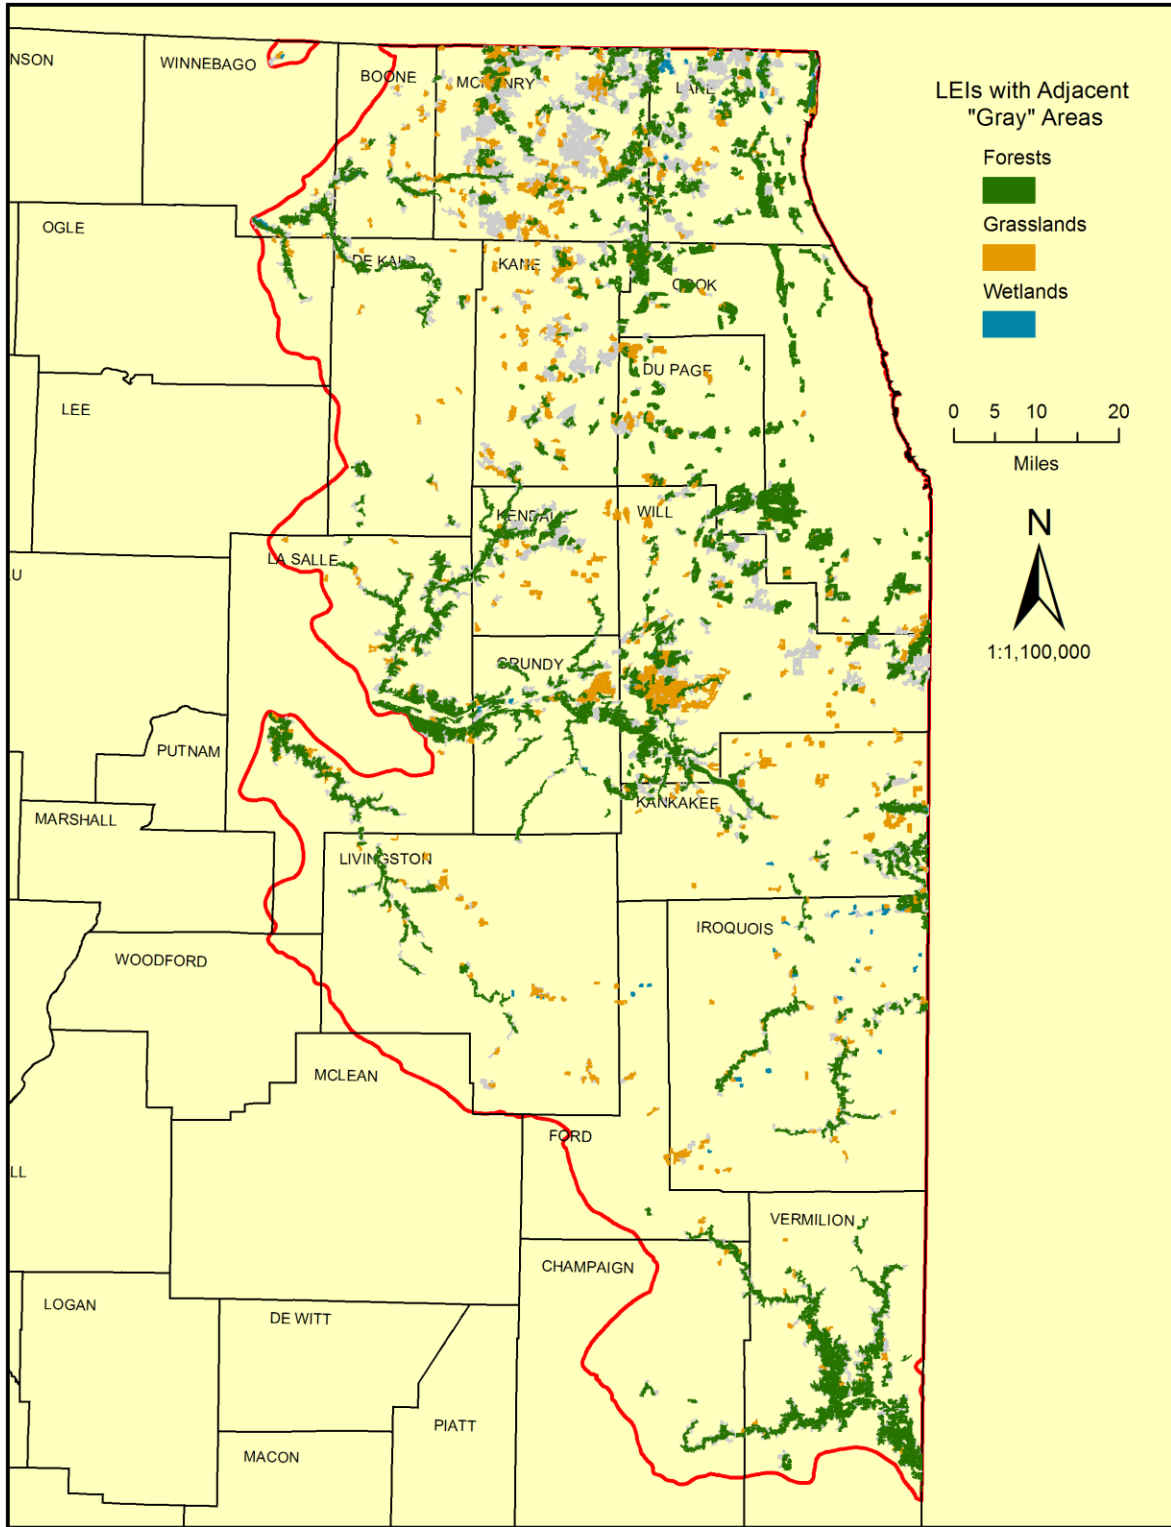 NSON
WINNEBAGO
BOONE
MCHENRY
LAKE
LEIs with Adjacent
"Gray" Areas
Forests
Grasslands
Wetlands
OGLE
DE KALB
KANE
COOK
DU PAGE
LEE
0 5 10 20
Miles
KENDALL
WILL
N
U
LA SALLE
1:1,100,000
GRUNDY
PUTNAM
MARSHALL
KANKAKEE
LIVINGSTON
IROQUOIS
WOODFORD
MCLEAN
FORD
LL
VERMILION
CHAMPAIGN
LOGAN
DE WITT
PIATT
MACON